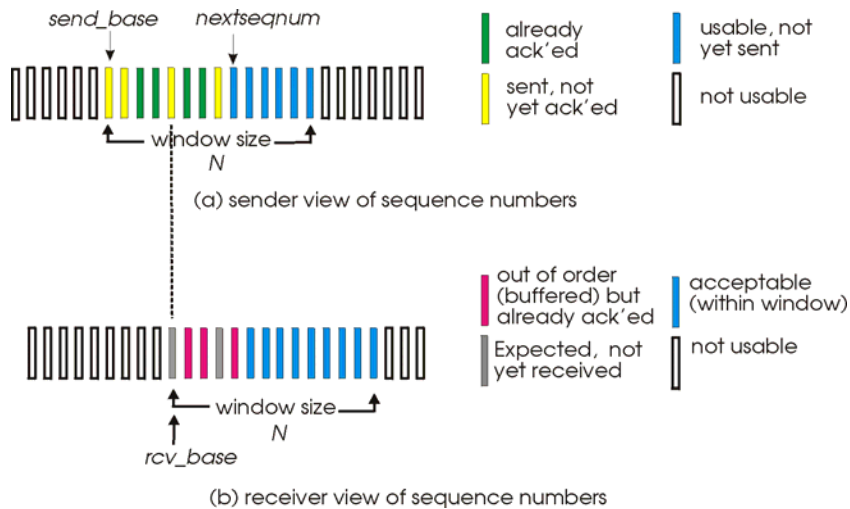 send_base
nextseqnum
already
ack'ed
usable, not
yet sent
sent, not
yet ack'ed
not usable
window size
N
(a) sender view of sequence numbers
out of order
(buffered) but
already ack'ed
acceptable
(within window)
Expected, not
yet received
not usable
window size
N
rcv_base
(b) receiver view of sequence numbers